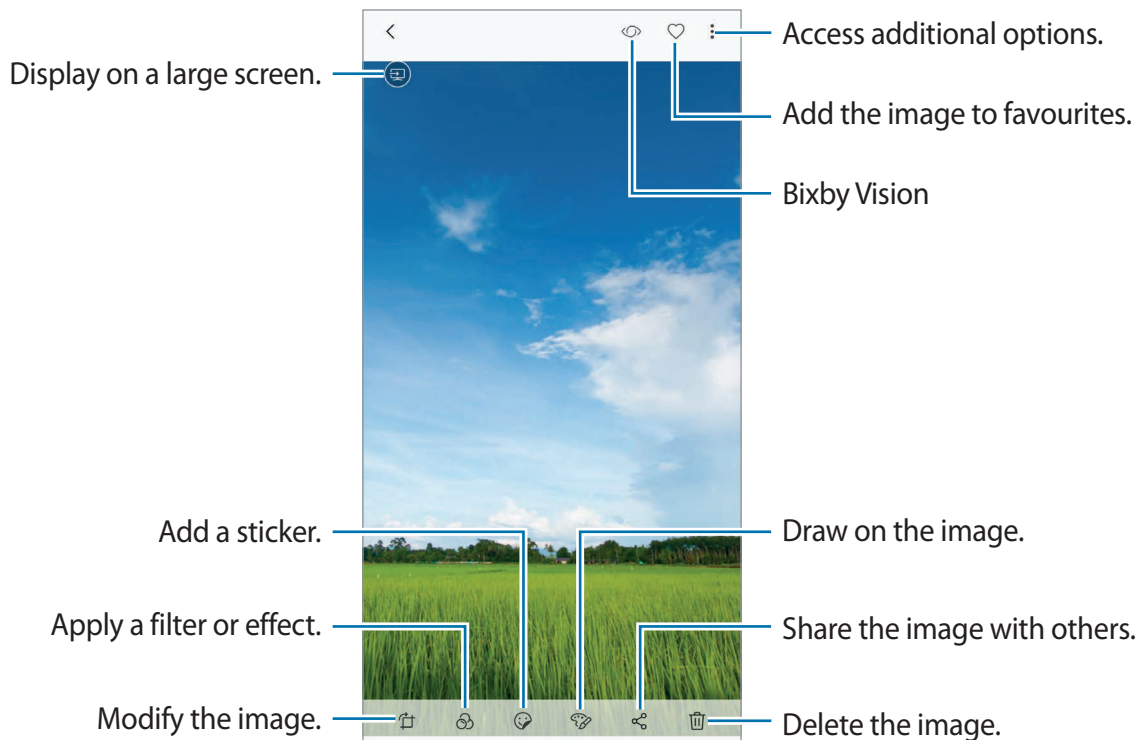 Access additional options.
Display on a large screen.
Add the image to favourites.
Bixby Vision
Add a sticker.
Draw on the image.
Apply a filter or effect.
Share the image with others.
Modify the image.
Delete the image.